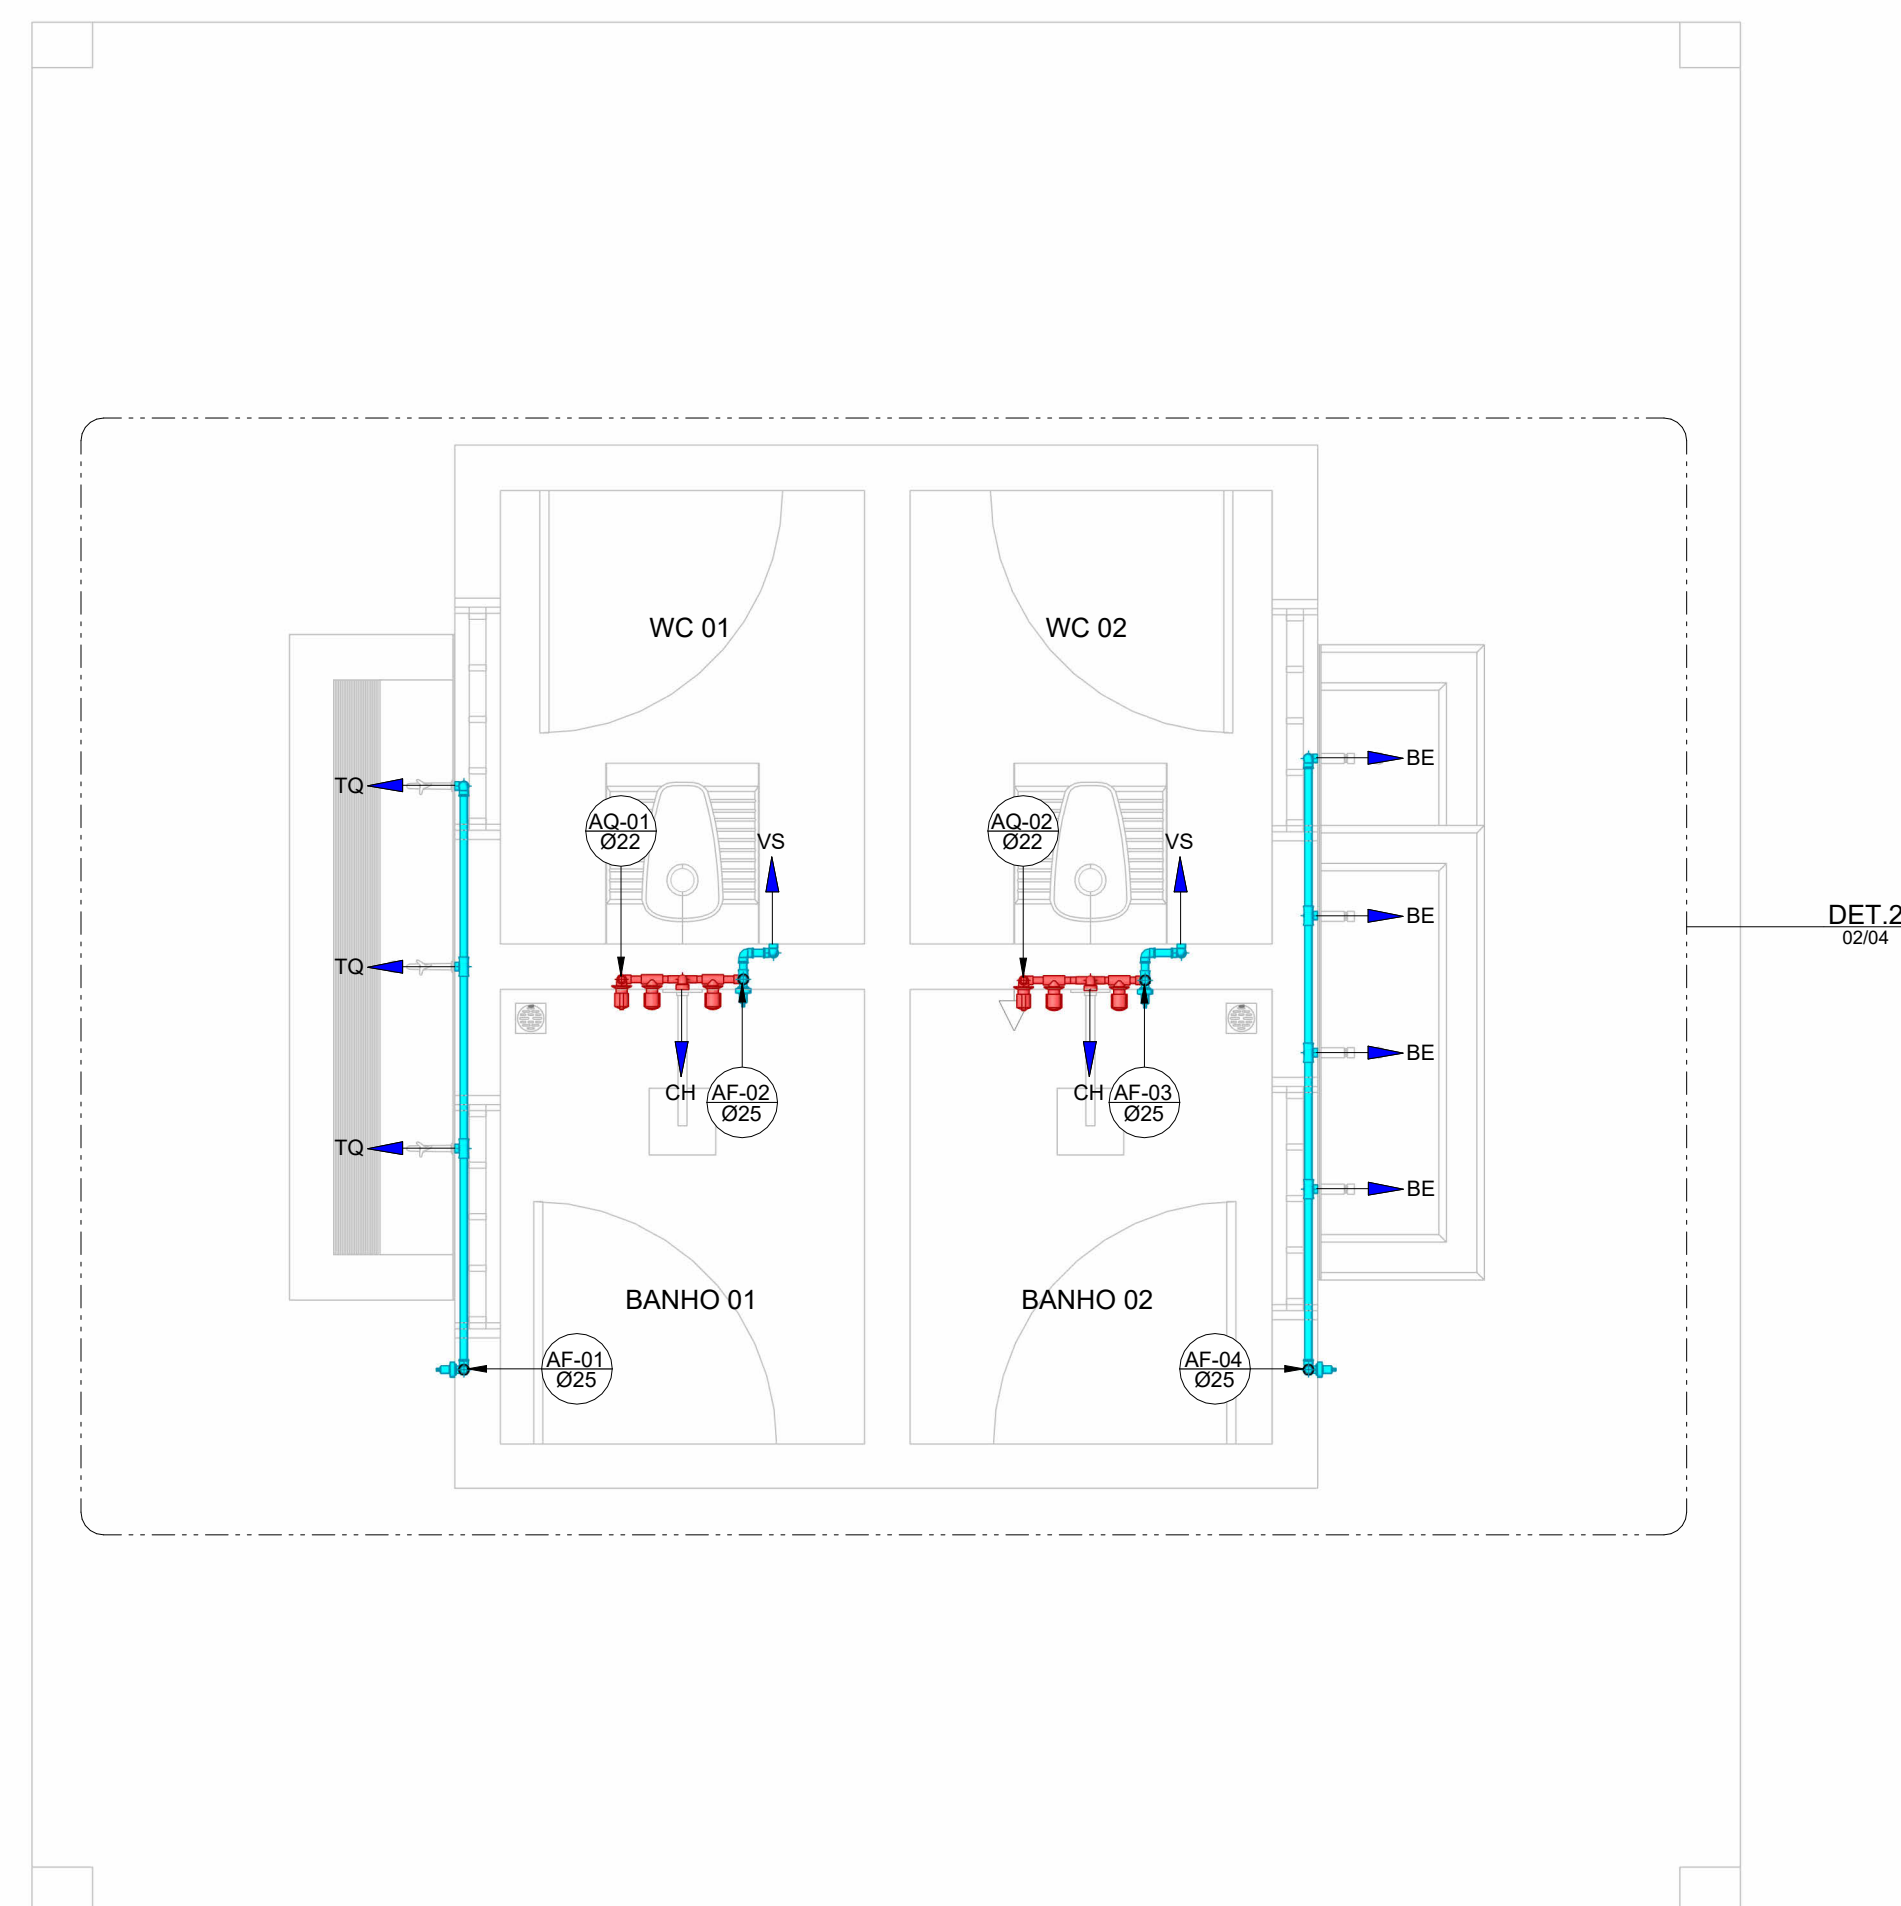 WC 01
WC 02
TQ
BE
AQ-01
Ø22
VS
AQ-02
Ø22
VS
BE
DET.2
02/04
TQ
BE
CH
AF-02
Ø25
CH
AF-03
Ø25
TQ
BE
BANHO 01
BANHO 02
AF-01
Ø25
AF-04
Ø25